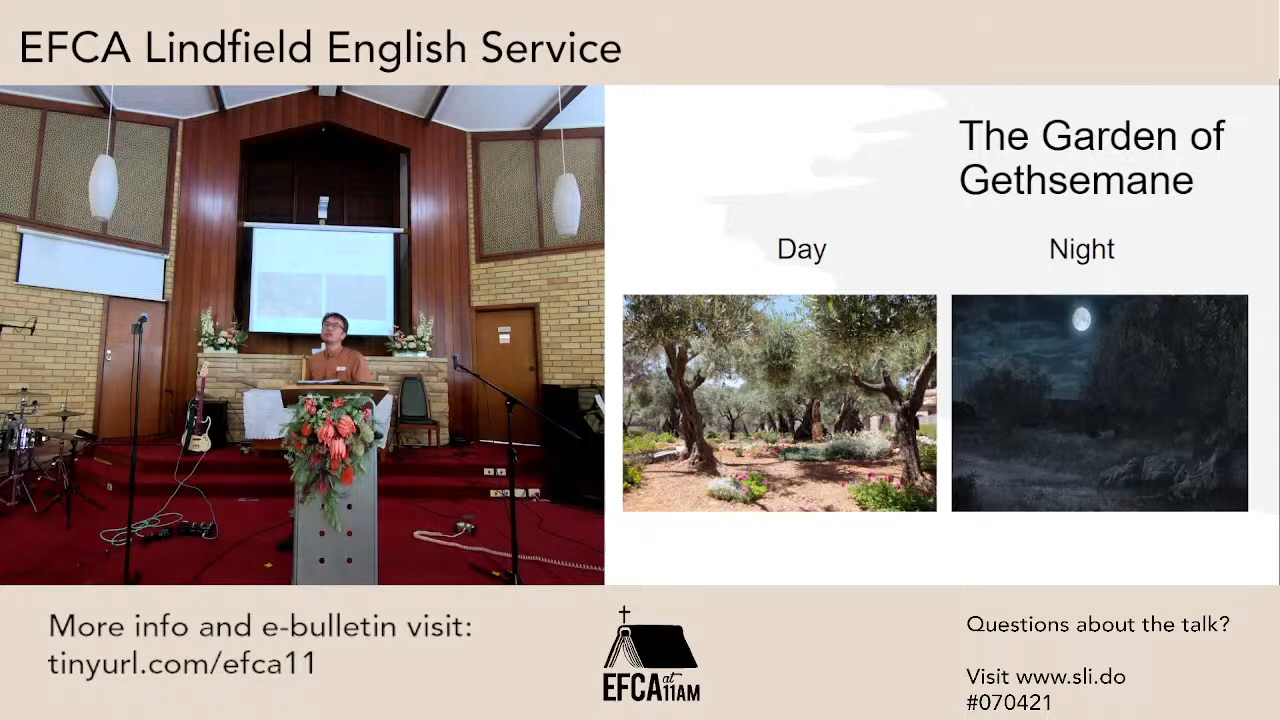 EFCA Lindfield English Service
The Garden of
Gethsemane
Day
Night
More info and e-bulletin visit:
tinyurl.com/efca11
EFCA at 11AM
Questions about the talk?
Visit www.sli.do
#070421